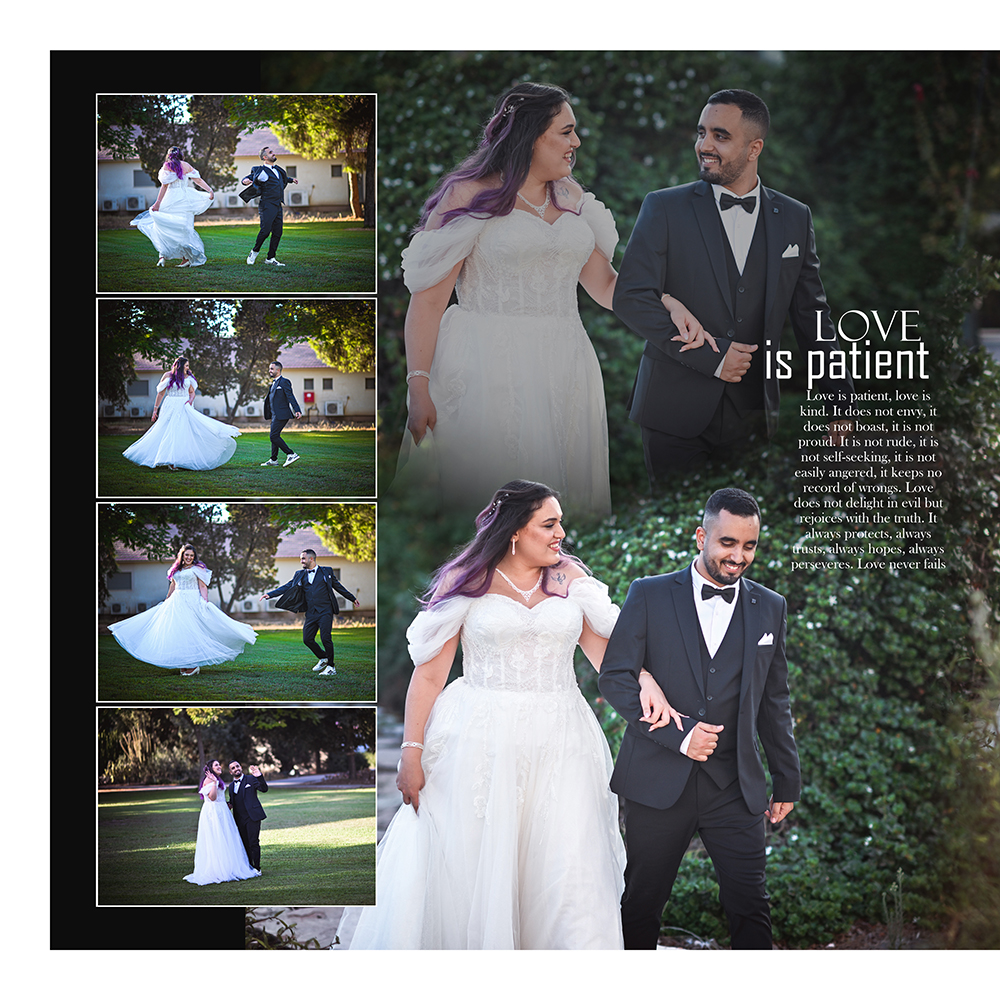 LOVE
is patient
Love is patient, love is
kind. It does not envy, it
does not boast, it is not
proud. It is not rude, it is
not self-seeking, it is not
easily angered, it keeps no
record of wrongs. Love
does not delight in evil but
rejoices with the truth. It
always protects, always
trusts, always hopes, always
perseveres. Love never fails